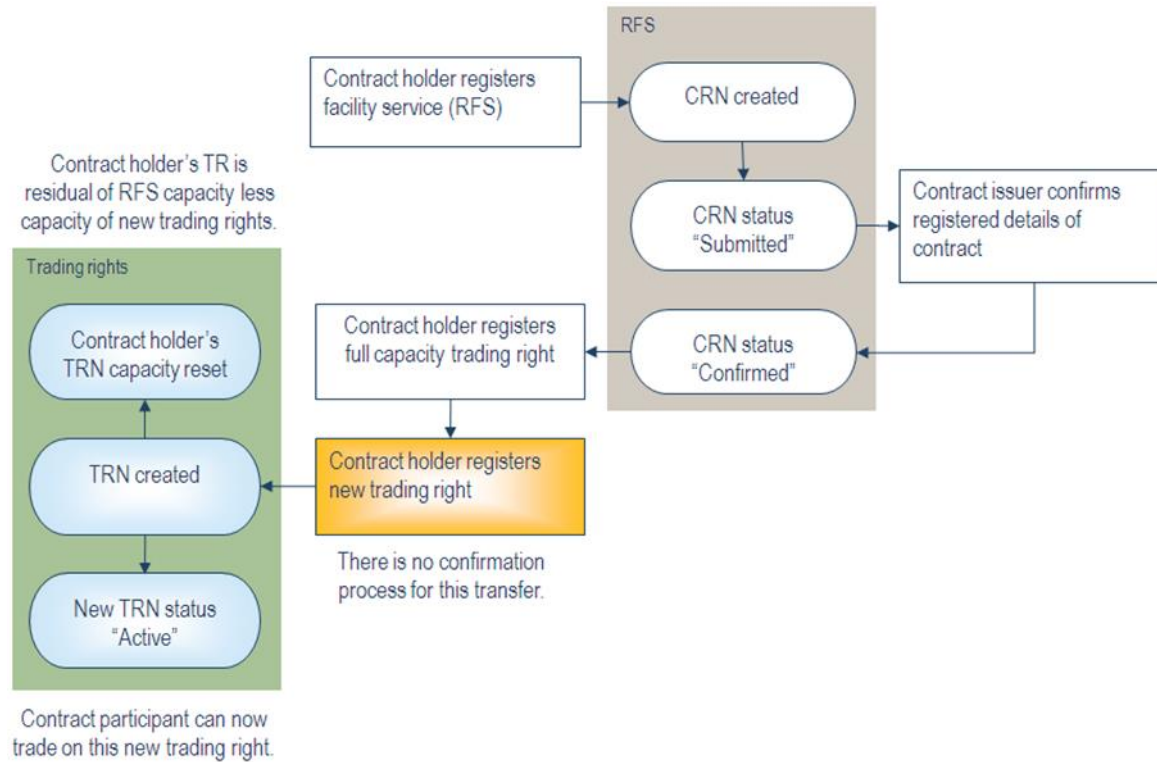 RFS
Contract holder registers
facility service (RFS)
CRN created
CRN status
“Submitted”
Contract issuer confirms
registered details of
contract
CRN status
“Confirmed”
Contract holder registers
full capacity trading right
Contract holder registers
new trading right
There is no confirmation
process for this transfer.
Contract holder’s TR is
residual of RFS capacity less
capacity of new trading rights.
Trading rights
Contract holder’s
TRN capacity reset
TRN created
New TRN status
“Active”
Contract participant can now
trade on this new trading right.